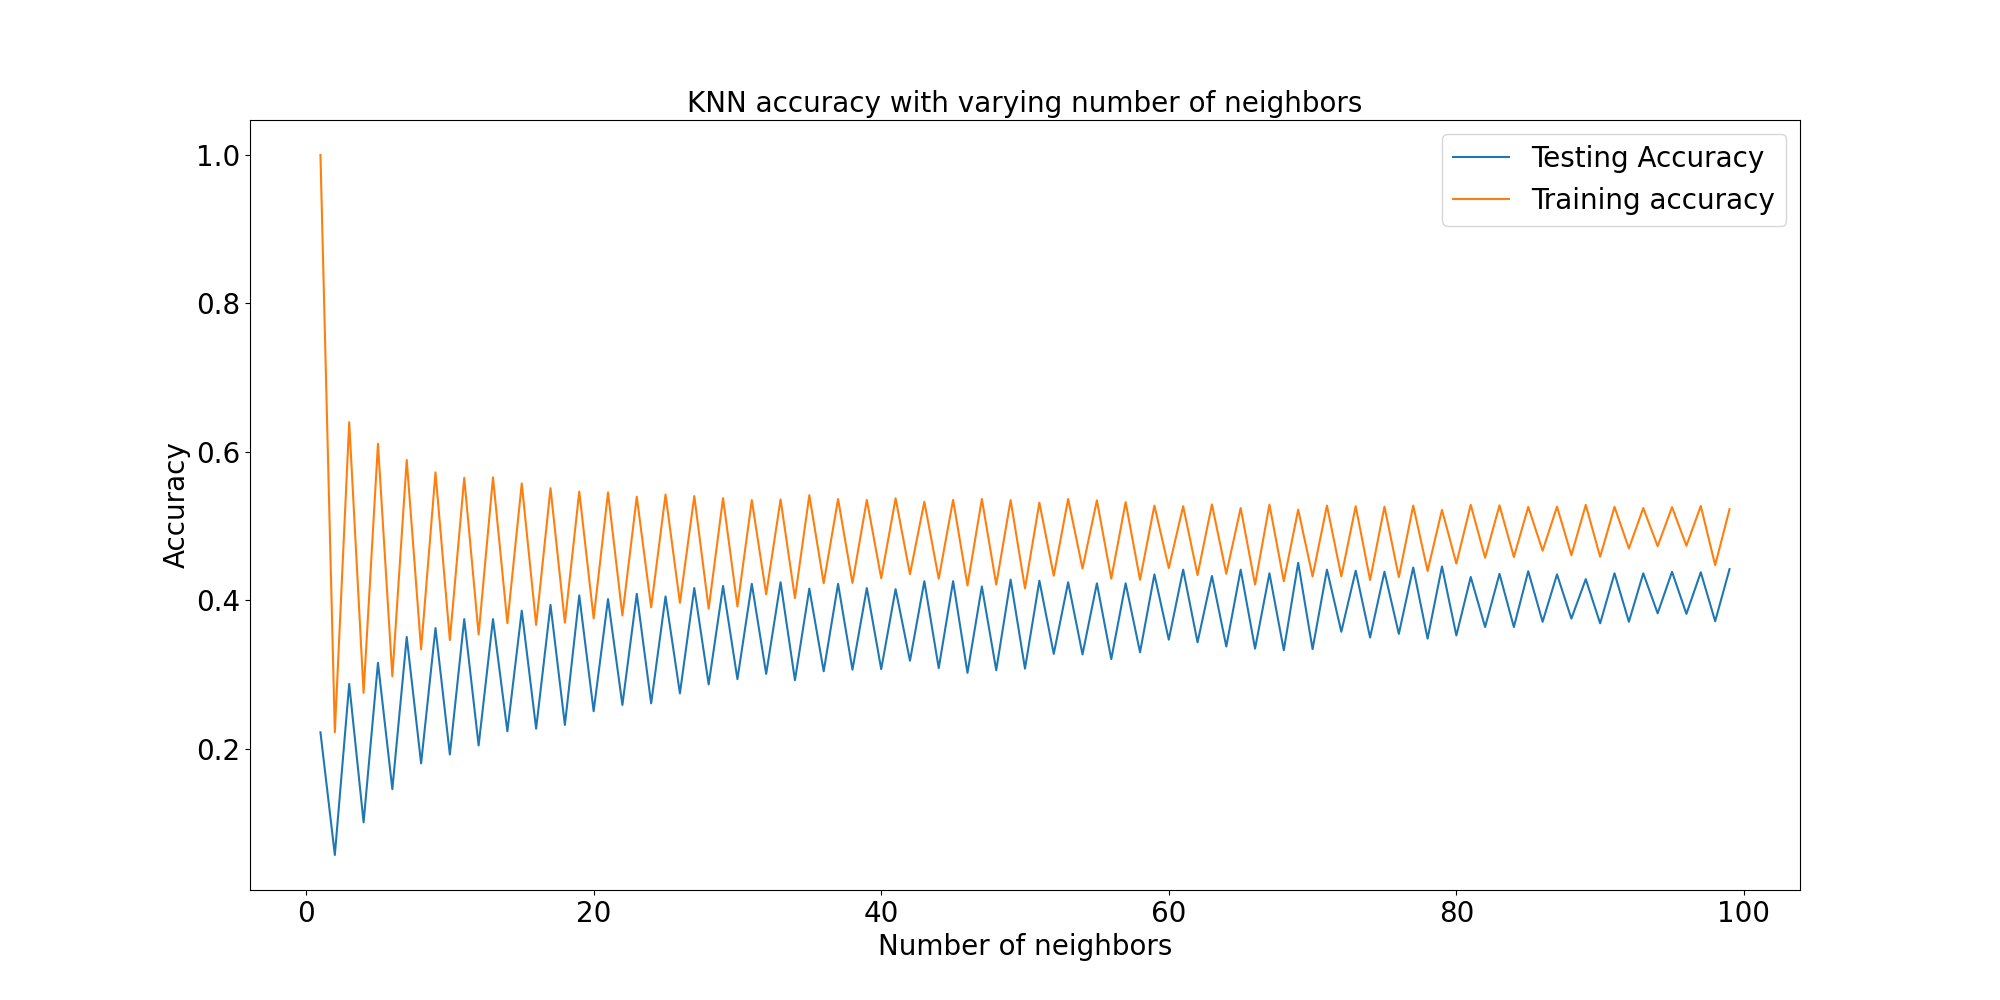 KNN accuracy with varying number of neighbors
Testing Accuracy
Training accuracy
Accuracy
1.0
0.8
0.6
0.4
0.2
0 20 40 60 80 100
Number of neighbors